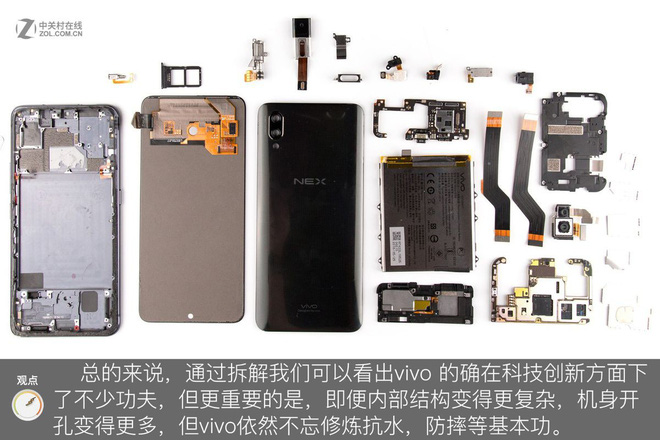 中关村在线
ZOL.COM.CN
NEX
vivo
vivo
观点
总的来说，通过拆解我们可以看出vivo 的确在科技创新方面下
了不少功夫，但更重要的是，即便内部结构变得更复杂，机身开
孔变得更多，但vivo依然不忘修炼抗水，防摔等基本功。